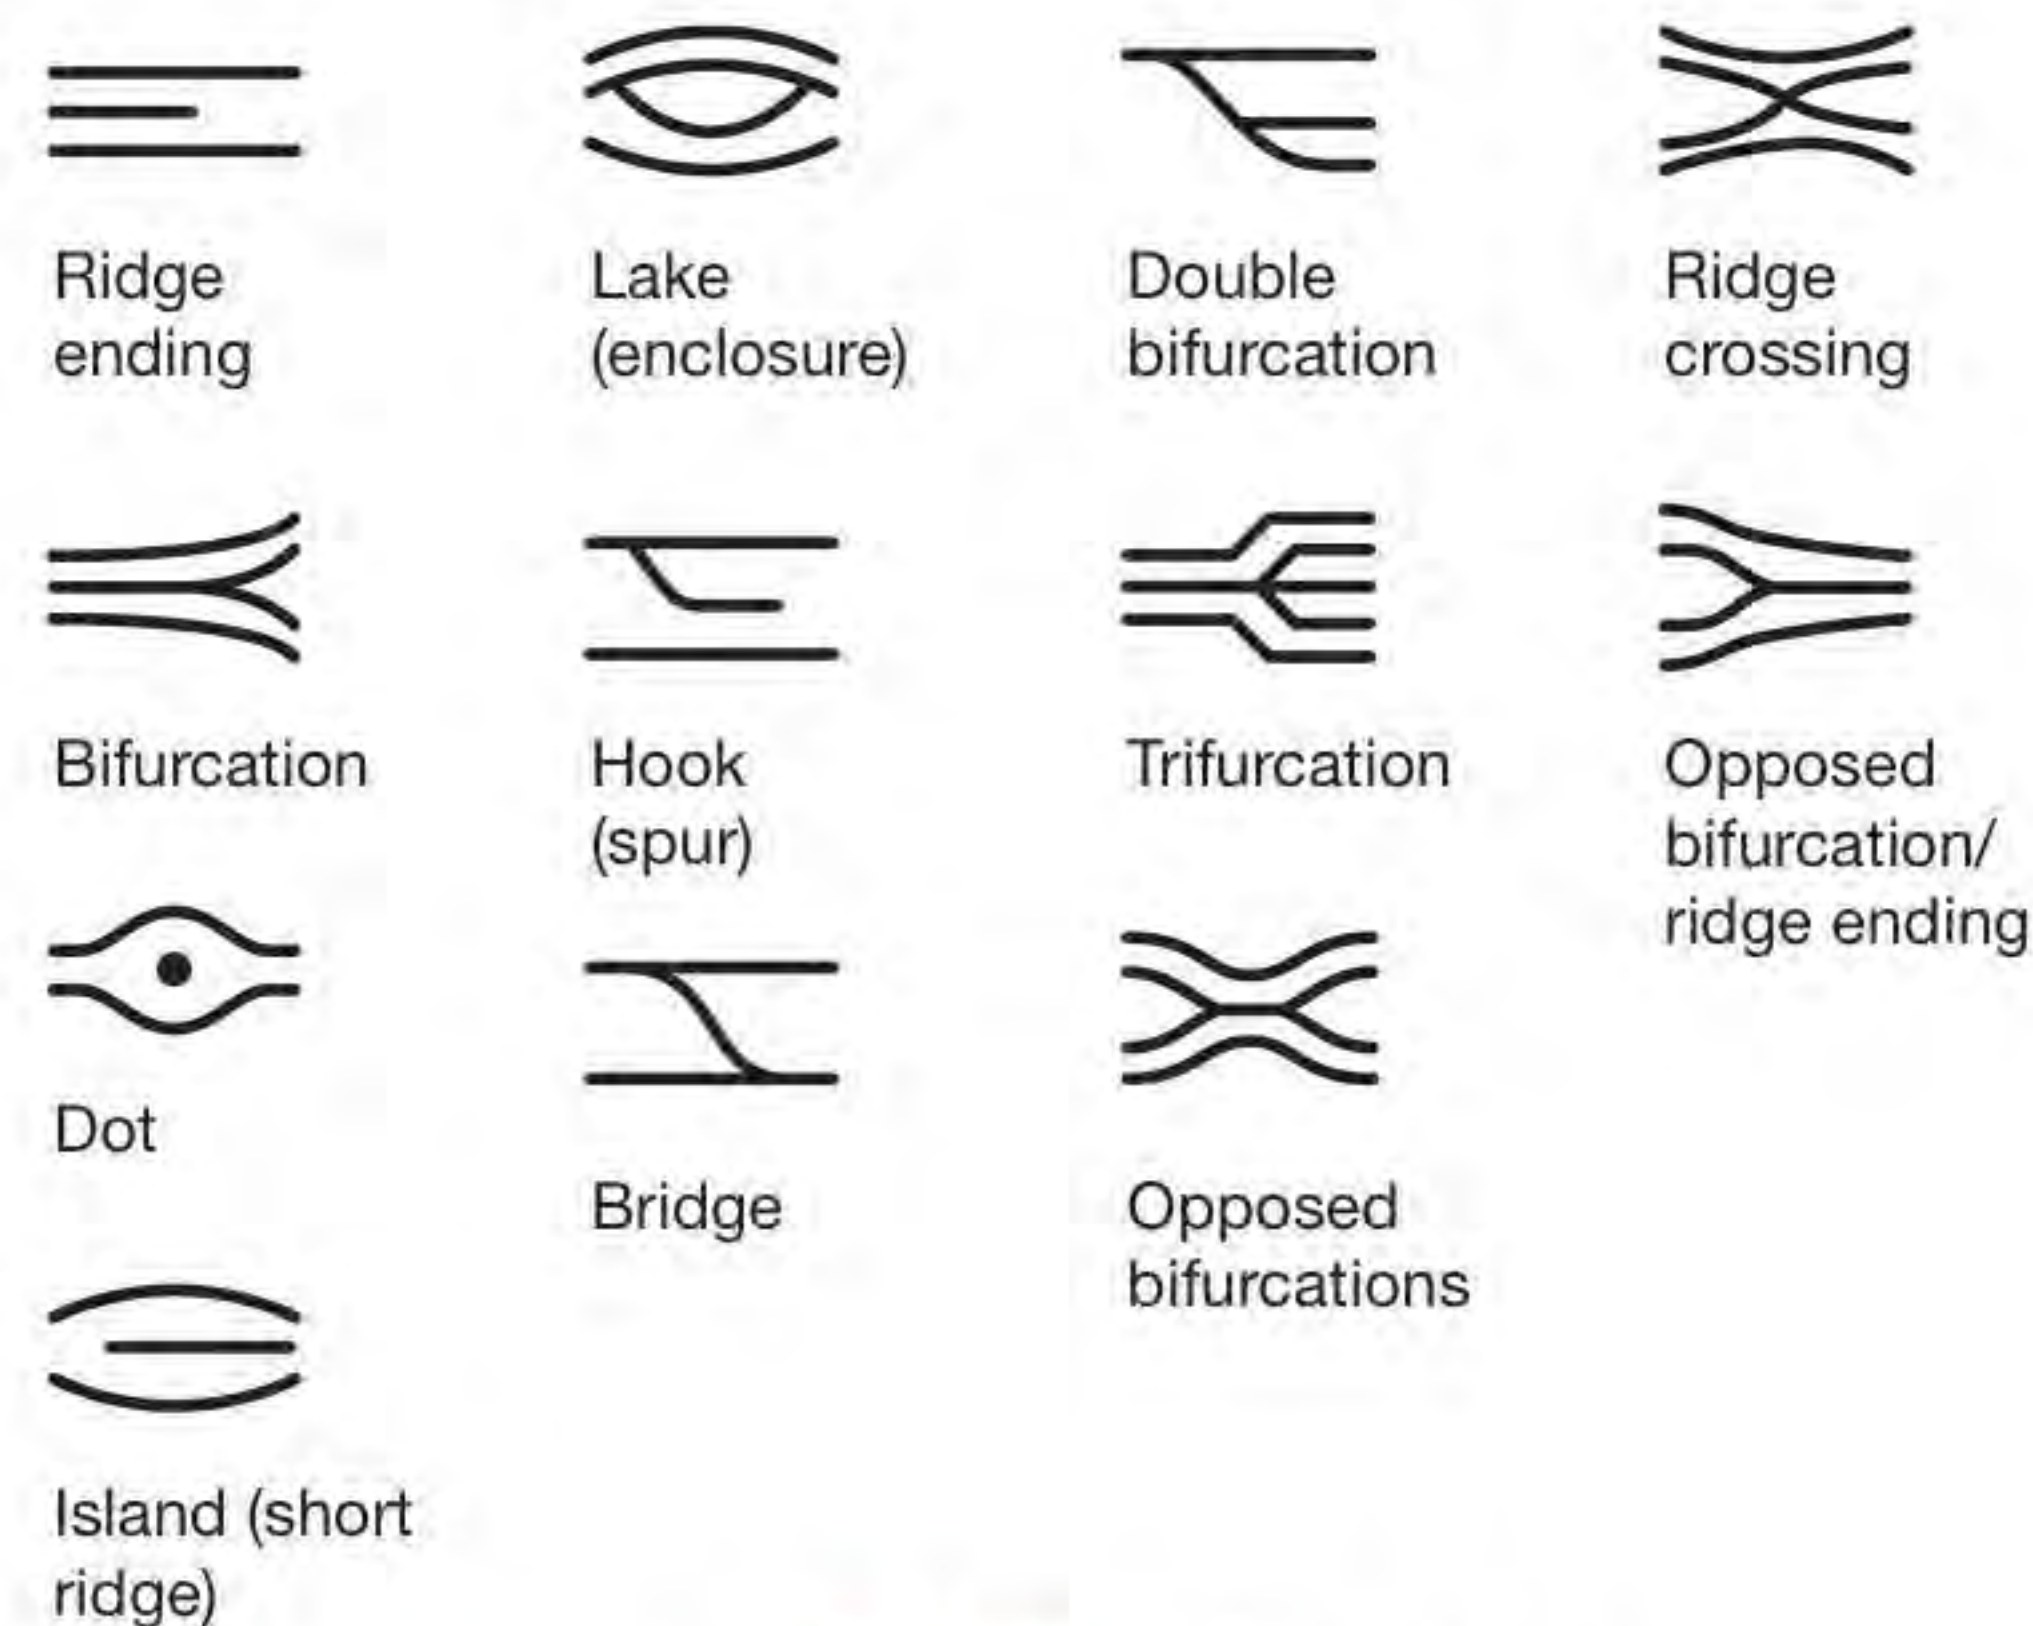 Ridge
ending
Lake
(enclosure)
Double
bifurcation
Ridge
crossing
Bifurcation
Hook
(spur)
Trifurcation
Opposed
bifurcation/
ridge ending
Dot
Bridge
Opposed
bifurcations
Island (short
ridge)